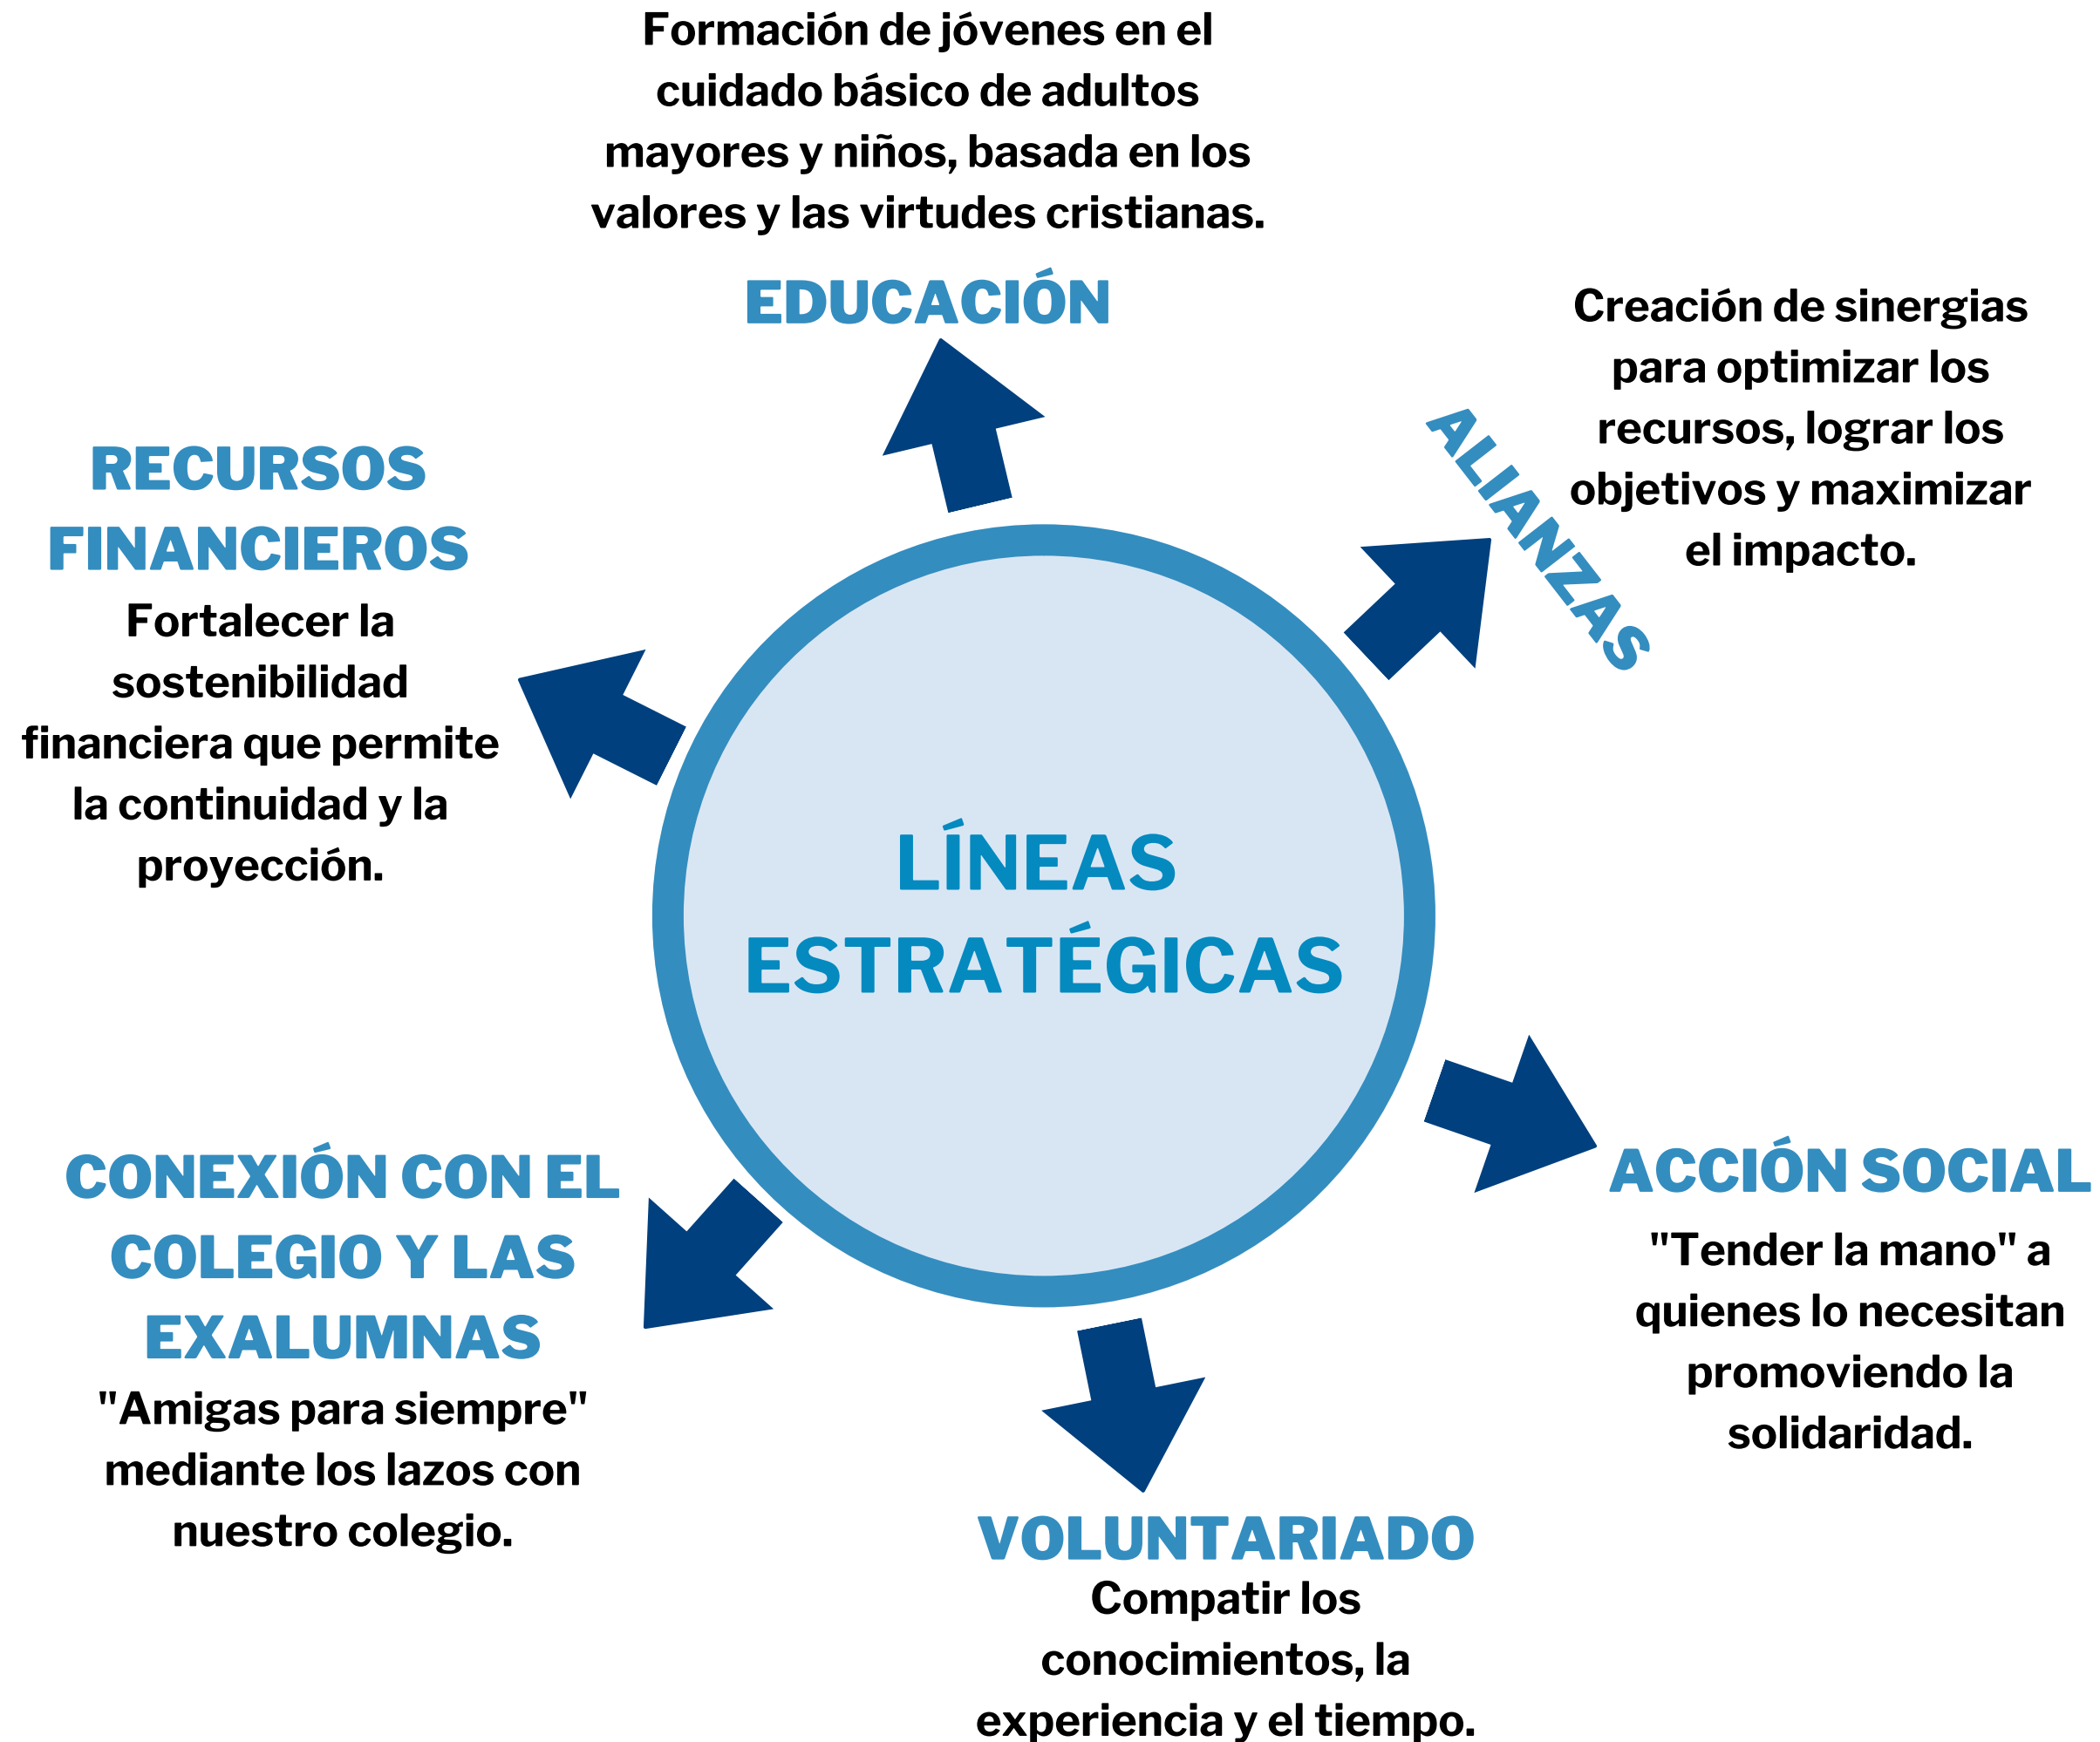 Formación de jóvenes en el
cuidado básico de adultos
mayores y niños, basada en los
valores y las virtudes cristianas.
EDUCACIÓN
Creación de sinergias
para optimizar los
recursos, lograr los
objetivos y maximizar
el impacto.
ALIANZAS
RECURSOS
FINANCIEROS
Fortalecer la
sostenibilidad
financiera que permite
la continuidad y la
proyección.
LÍNEAS
ESTRATÉGICAS
ACCIÓN SOCIAL
"Tender la mano" a
quienes lo necesitan
promoviendo la
solidaridad.
CONEXIÓN CON EL
COLEGIO Y LAS
EXALUMNAS
"Amigas para siempre"
mediante los lazos con
nuestro colegio.
VOLUNTARIADO
Compatir los
conocimientos, la
experiencia y el tiempo.